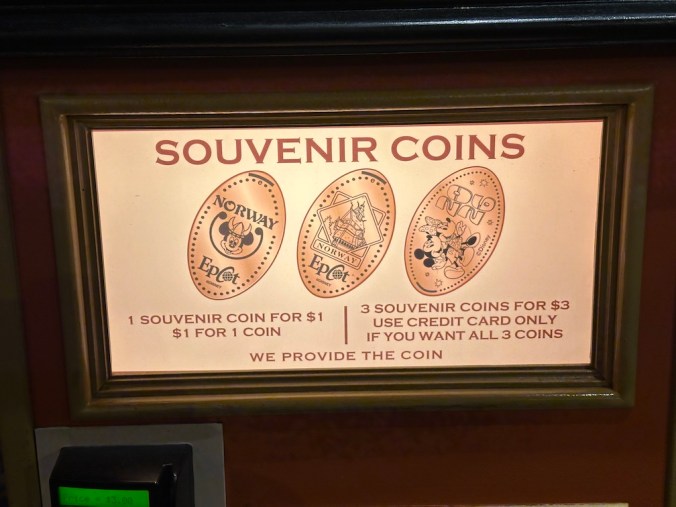 SOUVENIR COINS
NORWAY
Epcot
NORWAY
Epcot
1 SOUVENIR COIN FOR $1
$1 FOR 1 COIN
3 SOUVENIR COINS FOR $3
USE CREDIT CARD ONLY
IF YOU WANT ALL 3 COINS
WE PROVIDE THE COIN